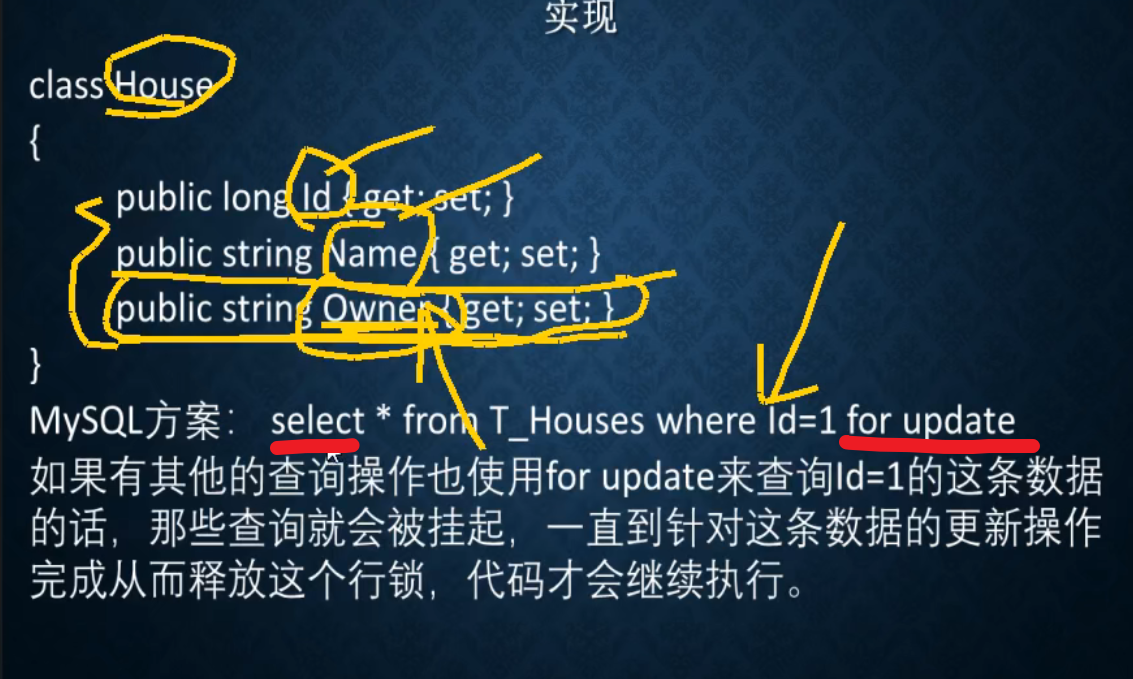 实现
class House
{
public long Id { get; set; }
public string Name { get; set; }
public string Owner { get; set; }
}
MySQL方案: select * from T_Houses where Id=1 for update
如果有其他的查询操作也使用for update来查询Id=1的这条数据
的话，那些查询就会被挂起，一直到针对这条数据的更新操作
完成从而释放这个行锁，代码才会继续执行。